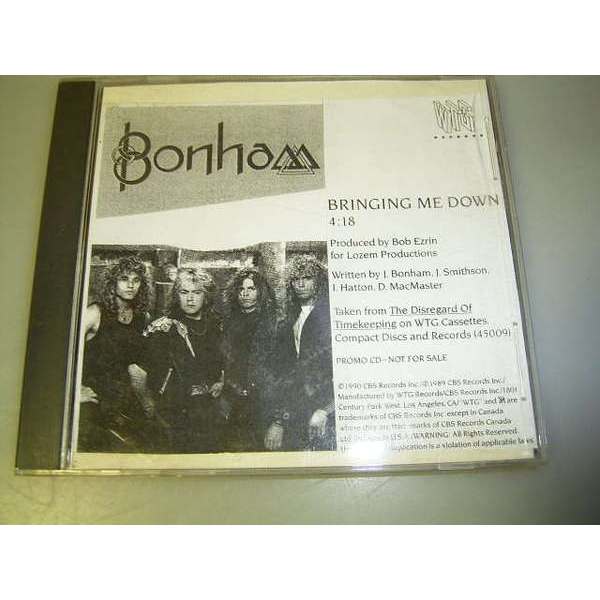 Bonham
WTG
RECORDS
BRINGING ME DOWN
4:18
Produced by Bob Ezrin
for Lozem Productions
Written by J. Bonham, J. Smithson,
J. Hatton, D. MacMaster
Taken from The Disregard Of
Timekeeping on WTG Cassettes,
Compact Discs and Records (45009)
PROMO CD—NOT FOR SALE
©1990 CBS Records Inc./℗1989 CBS Records Inc./
Manufactured by WTG Records/CBS Records Inc./1801
Century Park West, Los Angeles, CA/"WTG" and are
trademarks of CBS Records Inc. except in Canada
where they are trademarks of CBS Records Canada
WARNING: All Rights Reserved.
duplication is a violation of applicable laws.